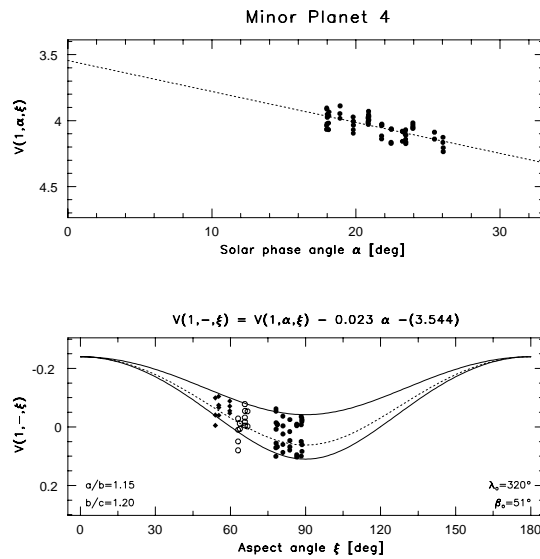 Minor Planet 4
3.5
4
4.5
V(1,α,ξ)
0 10 20 30
Solar phase angle α [deg]
V(1,−,ξ) = V(1,α,ξ) − 0.023 α −(3.544)
-0.2
0
0.2
V(1,−,ξ)
a/b=1.15
b/c=1.20
λₒ=320°
βₒ=51°
0 30 60 90 120 150 180
Aspect angle ξ [deg]